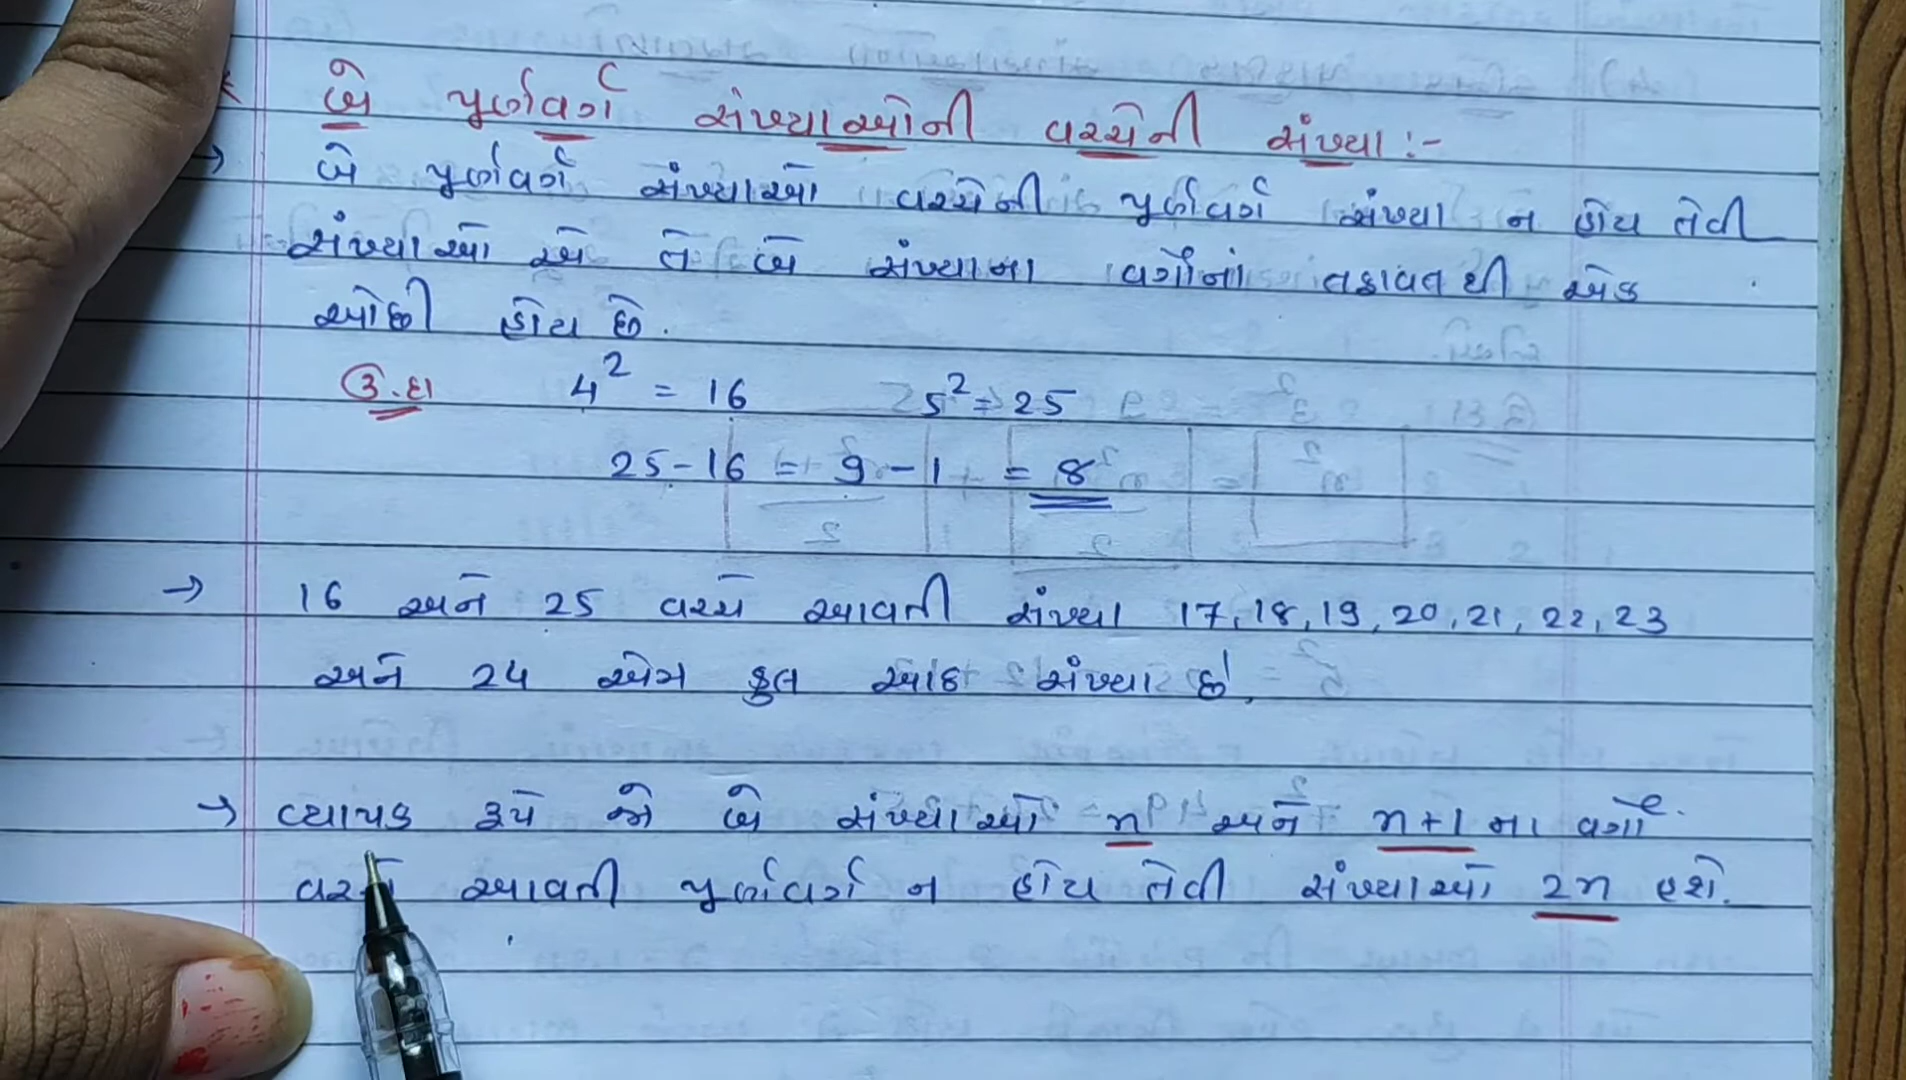 * બે પૂર્ણવર્ગ સંખ્યાઓની વચ્ચેની સંખ્યા :-
→ બે પૂર્ણવર્ગ સંખ્યાઓ વચ્ચેની પૂર્ણવર્ગ સંખ્યા ન હોય તેવી
સંખ્યાઓ એ તે બે સંખ્યાના વર્ગોનાં તફાવત થી એક
ઓછી હોય છે.
ઉ.દા 4² = 16 5² = 25
25 - 16 = 9 - 1 = 8
→ 16 અને 25 વચ્ચે આવતી સંખ્યા 17, 18, 19, 20, 21, 22, 23
અને 24 એમ કુલ આઠ સંખ્યા છે.
→ વ્યાપક રૂપે જો બે સંખ્યાઓ n અને n+1 ના વર્ગો
વચ્ચે આવતી પૂર્ણવર્ગ ન હોય તેવી સંખ્યાઓ 2n હશે.